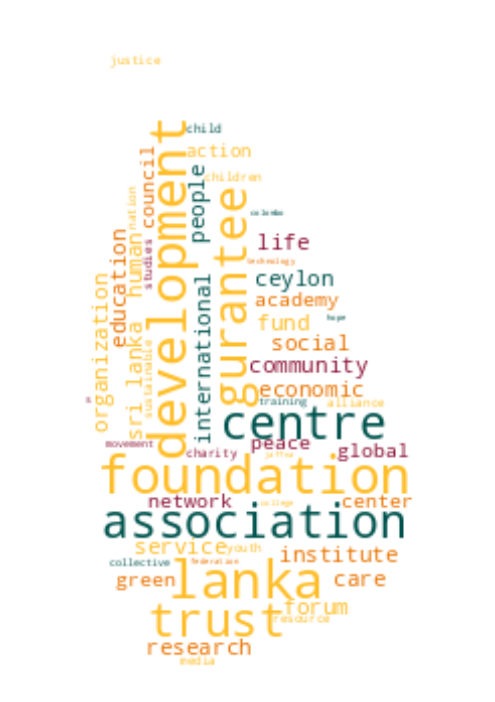 justice
child
action
children
development
people
council
nation
studies
human
education
organization
sri lanka
sustainable
international
gurantee
colombo
life
technology
ceylon
academy
fund
hope
social
community
economic
training
alliance
centre
movement
peace
charity
jaffna
global
foundation
network
college
center
association
service
youth
institute
collective
federation
green
lanka
care
trust
forum
resource
research
media